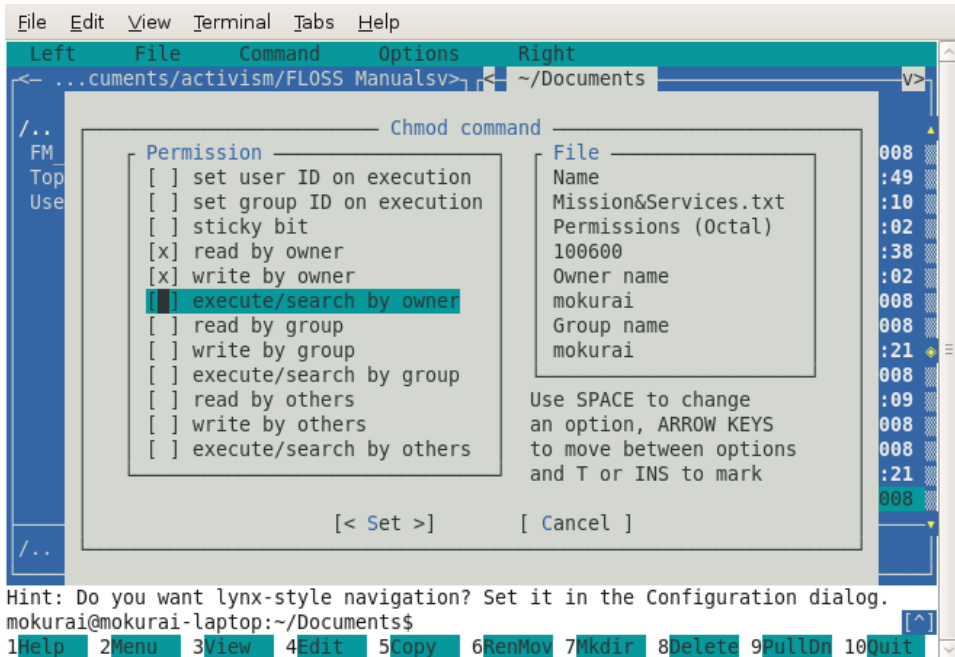 File Edit View Terminal Tabs Help
Left File Command Options Right
<— ...cuments/activism/FLOSS Manualsv> < ~/Documents v>
Chmod command
/..
FM_
Top
Use
Permission
[ ] set user ID on execution
[ ] set group ID on execution
[ ] sticky bit
[x] read by owner
[x] write by owner
[ ] execute/search by owner
[ ] read by group
[ ] write by group
[ ] execute/search by group
[ ] read by others
[ ] write by others
[ ] execute/search by others
File
Name
Mission&Services.txt
Permissions (Octal)
100600
Owner name
mokurai
Group name
mokurai
Use SPACE to change
an option, ARROW KEYS
to move between options
and T or INS to mark
008
:49
:10
:02
:38
:02
008
008
:21
008
:09
008
008
:21
008
[< Set >] [ Cancel ]
/..
Hint: Do you want lynx-style navigation? Set it in the Configuration dialog.
mokurai@mokurai-laptop:~/Documents$ [^]
1Help 2Menu 3View 4Edit 5Copy 6RenMov 7Mkdir 8Delete 9PullDn 10Quit